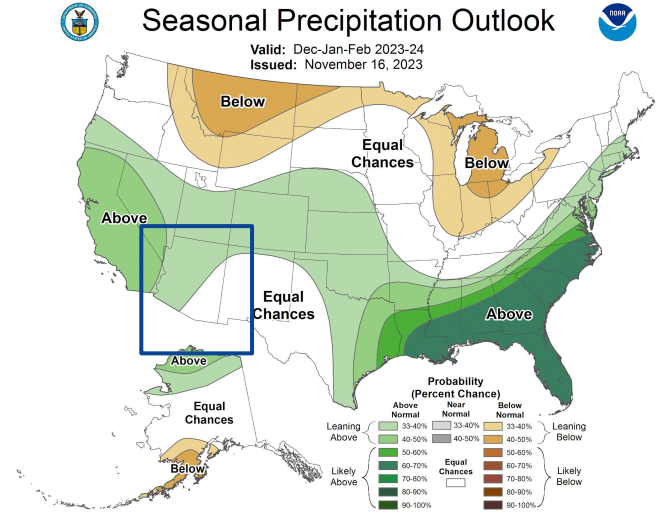 Seasonal Precipitation Outlook
NOAA
Valid: Dec-Jan-Feb 2023-24
Issued: November 16, 2023
Below
Equal
Chances
Below
Above
Equal
Chances
Above
Above
Equal
Chances
Below
Probability
(Percent Chance)
Above
Normal
Near
Normal
Below
Normal
Leaning
Above
33-40%
40-50%
33-40%
40-50%
33-40%
40-50%
Leaning
Below
Likely
Above
50-60%
60-70%
70-80%
80-90%
90-100%
Equal
Chances
50-60%
60-70%
70-80%
80-90%
90-100%
Likely
Below